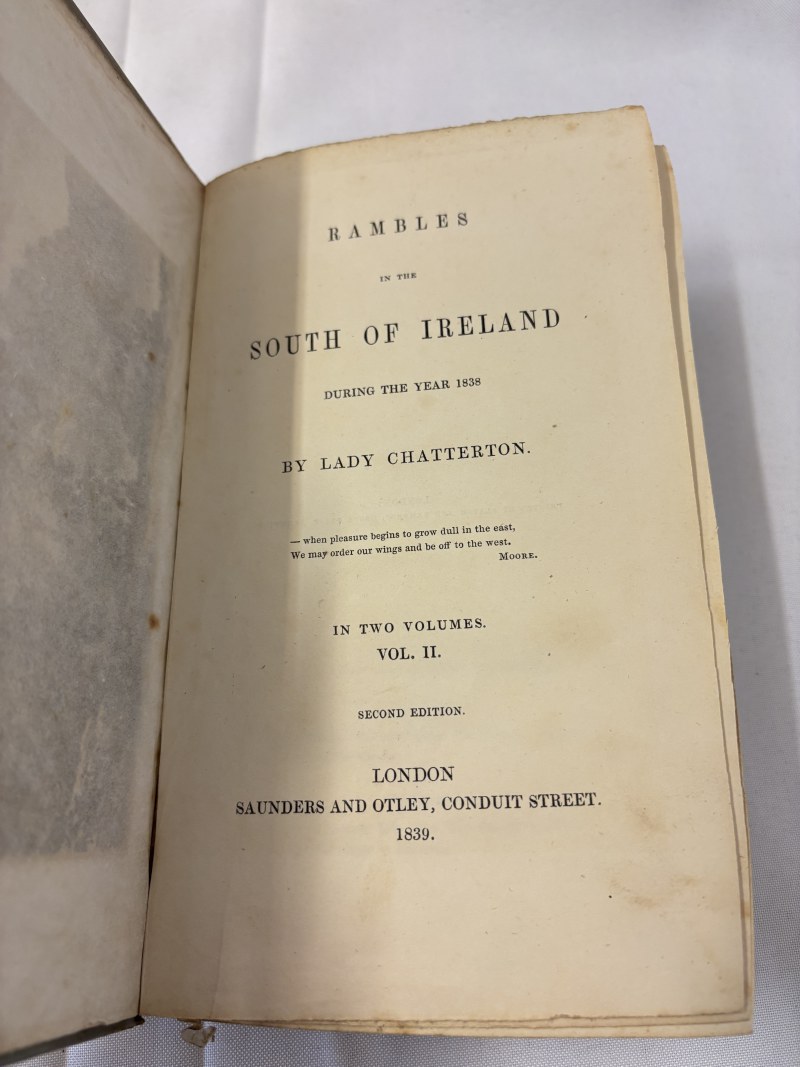 RAMBLES
IN THE
SOUTH OF IRELAND
DURING THE YEAR 1838
BY LADY CHATTERTON.
— when pleasure begins to grow dull in the east,
We may order our wings and be off to the west.
MOORE.
IN TWO VOLUMES.
VOL. II.
SECOND EDITION.
LONDON
SAUNDERS AND OTLEY, CONDUIT STREET.
1839.